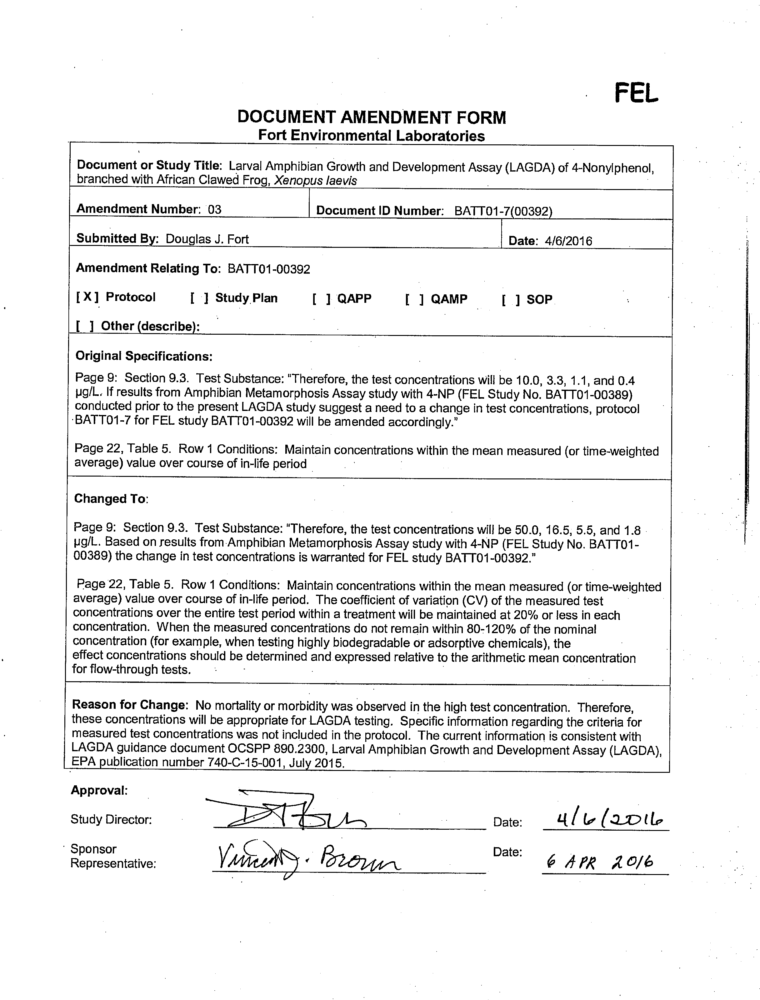 FEL
DOCUMENT AMENDMENT FORM
Fort Environmental Laboratories
Document or Study Title: Larval Amphibian Growth and Development Assay (LAGDA) of 4-Nonylphenol,
branched with African Clawed Frog, Xenopus laevis
Amendment Number: 03
Document ID Number: BATT01-7(00392)
Submitted By: Douglas J. Fort
Date: 4/6/2016
Amendment Relating To: BATT01-00392
[X] Protocol [ ] Study Plan [ ] QAPP [ ] QAMP [ ] SOP
[ ] Other (describe):
Original Specifications:
Page 9: Section 9.3. Test Substance: "Therefore, the test concentrations will be 10.0, 3.3, 1.1, and 0.4
µg/L. If results from Amphibian Metamorphosis Assay study with 4-NP (FEL Study No. BATT01-00389)
conducted prior to the present LAGDA study suggest a need to a change in test concentrations, protocol
BATT01-7 for FEL study BATT01-00392 will be amended accordingly."
Page 22, Table 5. Row 1 Conditions: Maintain concentrations within the mean measured (or time-weighted
average) value over course of in-life period
Changed To:
Page 9: Section 9.3. Test Substance: "Therefore, the test concentrations will be 50.0, 16.5, 5.5, and 1.8
µg/L. Based on results from Amphibian Metamorphosis Assay study with 4-NP (FEL Study No. BATT01-
00389) the change in test concentrations is warranted for FEL study BATT01-00392."
Page 22, Table 5. Row 1 Conditions: Maintain concentrations within the mean measured (or time-weighted
average) value over course of in-life period. The coefficient of variation (CV) of the measured test
concentrations over the entire test period within a treatment will be maintained at 20% or less in each
concentration. When the measured concentrations do not remain within 80-120% of the nominal
concentration (for example, when testing highly biodegradable or adsorptive chemicals), the
effect concentrations should be determined and expressed relative to the arithmetic mean concentration
for flow-through tests.
Reason for Change: No mortality or morbidity was observed in the high test concentration. Therefore,
these concentrations will be appropriate for LAGDA testing. Specific information regarding the criteria for
measured test concentrations was not included in the protocol. The current information is consistent with
LAGDA guidance document OCSPP 890.2300, Larval Amphibian Growth and Development Assay (LAGDA),
EPA publication number 740-C-15-001, July 2015.
Approval:
Study Director:
Date: 4/6/2016
Sponsor
Representative: Vincent J. Brown
Date: 6 APR 2016